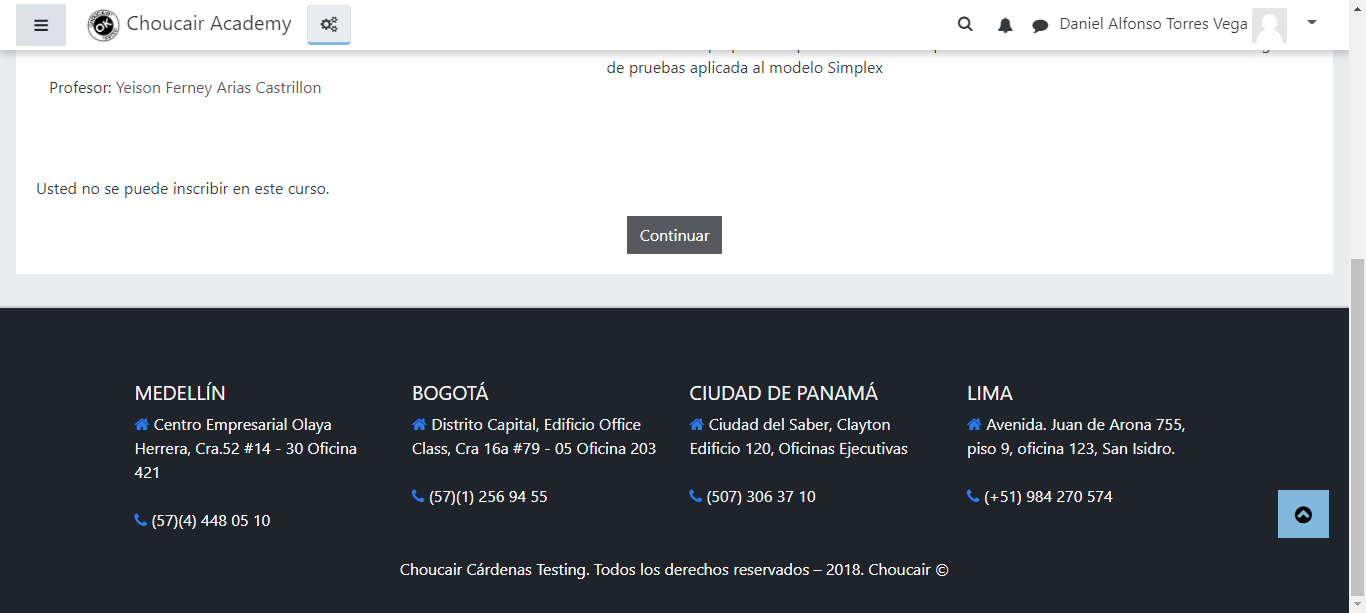 Choucair Academy
Daniel Alfonso Torres Vega
de pruebas aplicada al modelo Simplex
Profesor: Yeison Ferney Arias Castrillon
Usted no se puede inscribir en este curso.
Continuar
MEDELLÍN
Centro Empresarial Olaya
Herrera, Cra.52 #14 - 30 Oficina
421
(57)(4) 448 05 10
BOGOTÁ
Distrito Capital, Edificio Office
Class, Cra 16a #79 - 05 Oficina 203
(57)(1) 256 94 55
CIUDAD DE PANAMÁ
Ciudad del Saber, Clayton
Edificio 120, Oficinas Ejecutivas
(507) 306 37 10
LIMA
Avenida. Juan de Arona 755,
piso 9, oficina 123, San Isidro.
(+51) 984 270 574
Choucair Cárdenas Testing. Todos los derechos reservados – 2018. Choucair ©